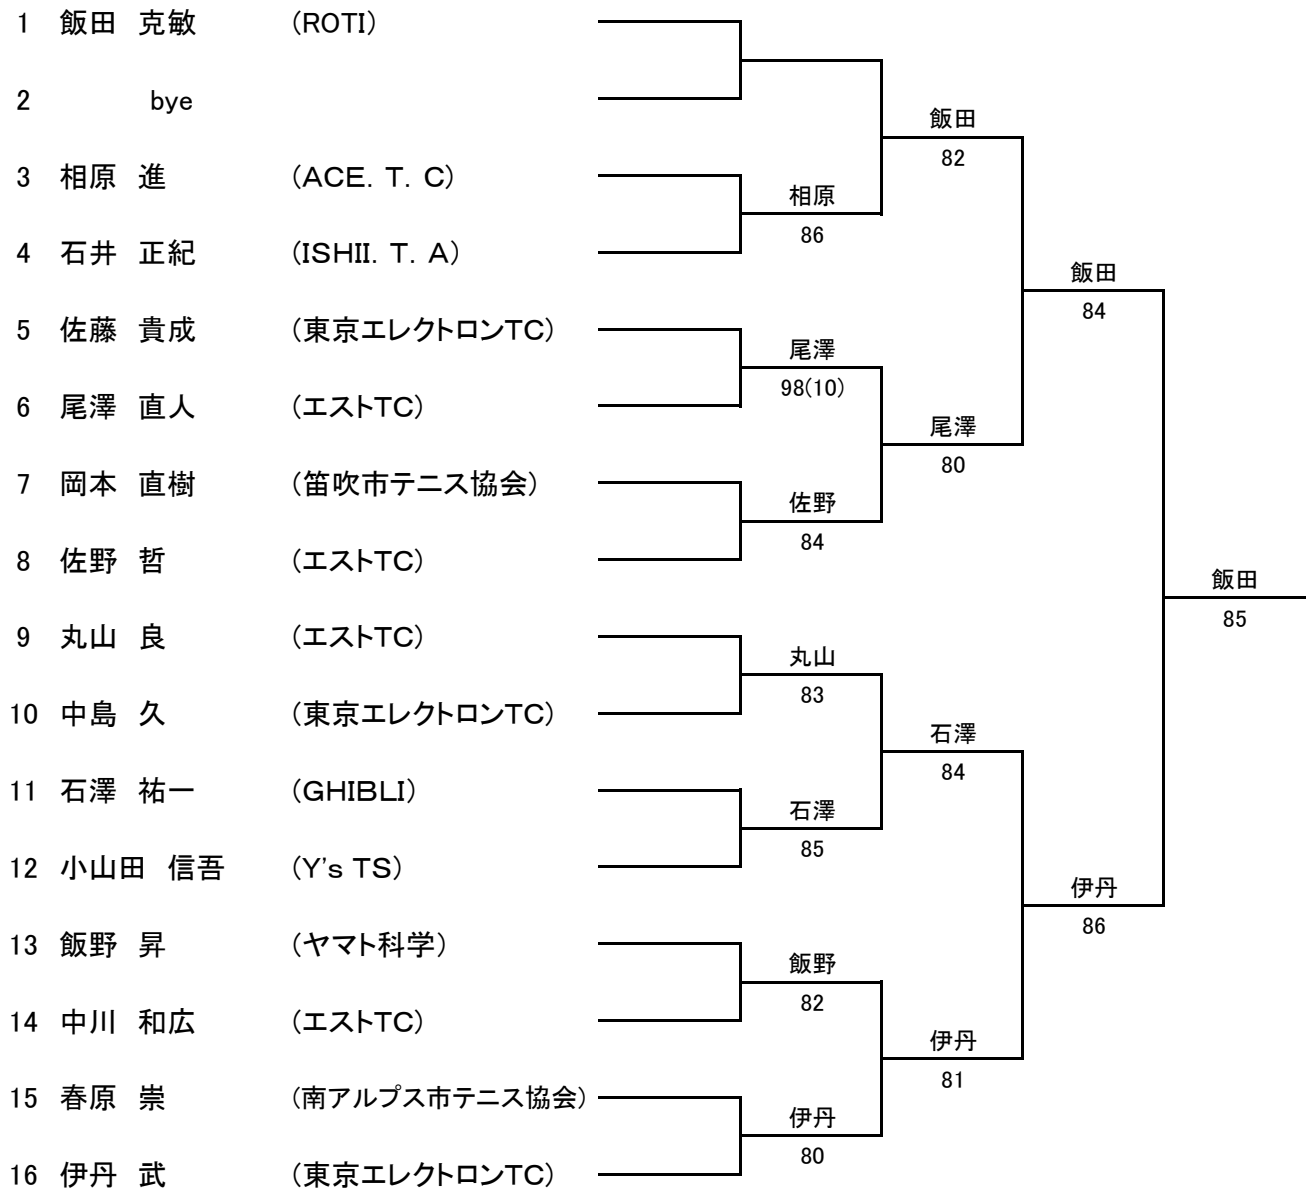 1 飯田 克敏 (ROTI)
2 bye
飯田
82
3 相原 進 (ACE. T. C)
相原
86
4 石井 正紀 (ISHII. T. A)
飯田
84
5 佐藤 貴成 (東京エレクトロンTC)
尾澤
98(10)
6 尾澤 直人 (エストTC)
尾澤
80
7 岡本 直樹 (笛吹市テニス協会)
佐野
84
8 佐野 哲 (エストTC)
飯田
85
9 丸山 良 (エストTC)
丸山
83
10 中島 久 (東京エレクトロンTC)
石澤
84
11 石澤 祐一 (GHIBLI)
石澤
85
12 小山田 信吾 (Y's TS)
伊丹
86
13 飯野 昇 (ヤマト科学)
飯野
82
14 中川 和広 (エストTC)
伊丹
81
15 春原 崇 (南アルプス市テニス協会)
伊丹
80
16 伊丹 武 (東京エレクトロンTC)